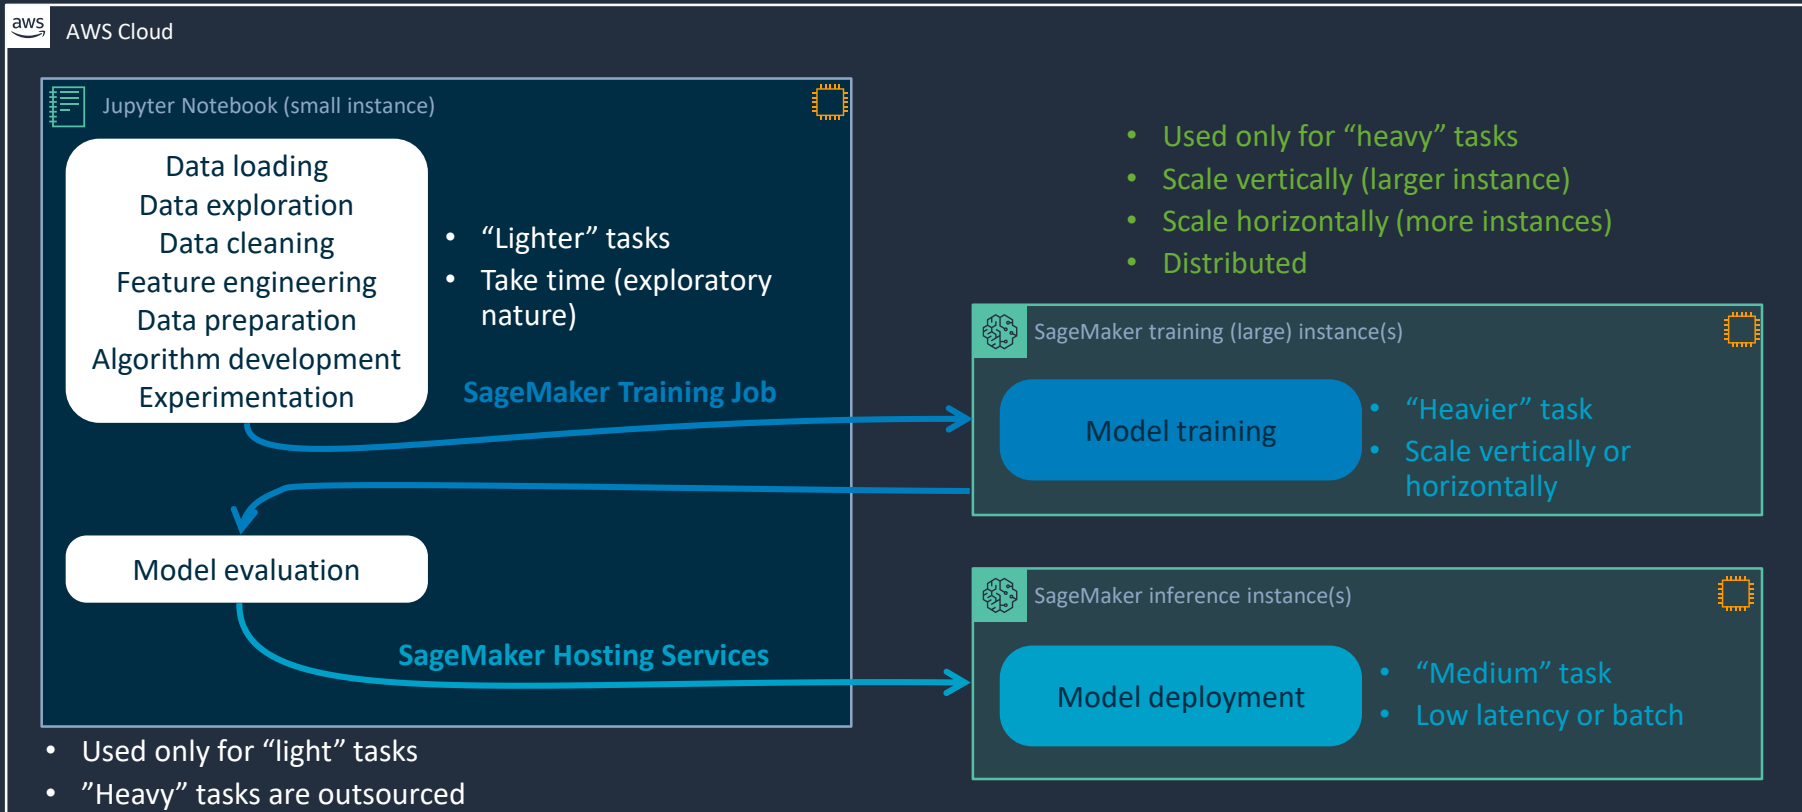 aws
AWS Cloud
Jupyter Notebook (small instance)
Data loading
Data exploration
Data cleaning
Feature engineering
Data preparation
Algorithm development
Experimentation
• “Lighter” tasks
• Take time (exploratory
nature)
SageMaker Training Job
Model evaluation
SageMaker Hosting Services
• Used only for “light” tasks
• ”Heavy” tasks are outsourced
• Used only for “heavy” tasks
• Scale vertically (larger instance)
• Scale horizontally (more instances)
• Distributed
SageMaker training (large) instance(s)
Model training
• “Heavier” task
• Scale vertically or
horizontally
SageMaker inference instance(s)
Model deployment
• “Medium” task
• Low latency or batch